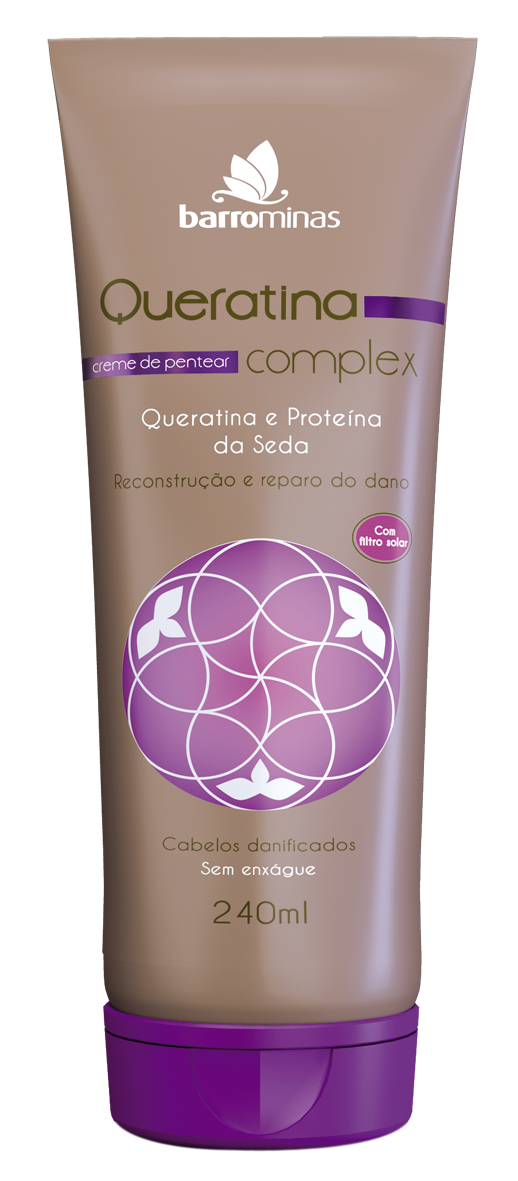 barrominas
Queratina
creme de pentear complex
Queratina e Proteína
da Seda
Reconstrução e reparo do dano
Com
filtro solar
Cabelos danificados
Sem enxágue
240ml